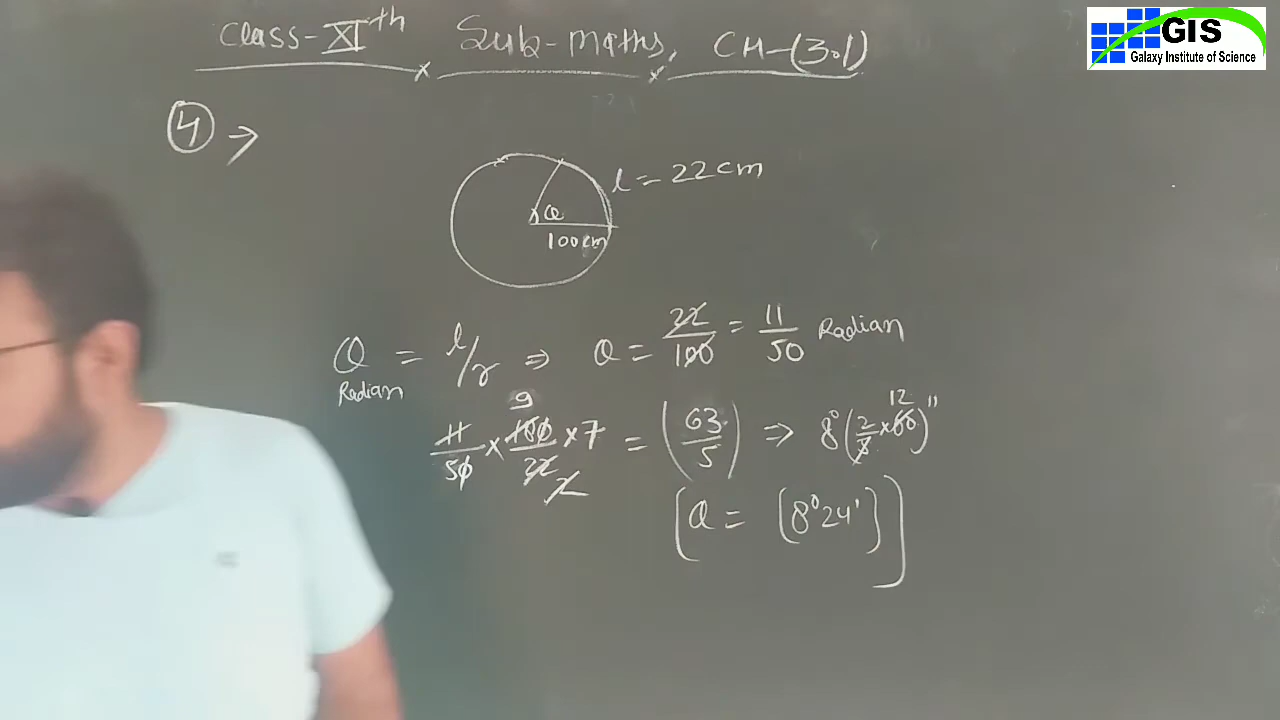 GIS
Galaxy Institute of Science
Class-XIth Sub-Maths, CH-(3.1)
4 →
l = 22cm
θ
100cm
θ = l/r ⇒ θ = 22/100 = 11/50 Radian
Radian
11/50 × 180/22 × 7 = (63/5) ⇒ 8°(2/5 × 60)"
9 2 12
[θ = (8°24')]